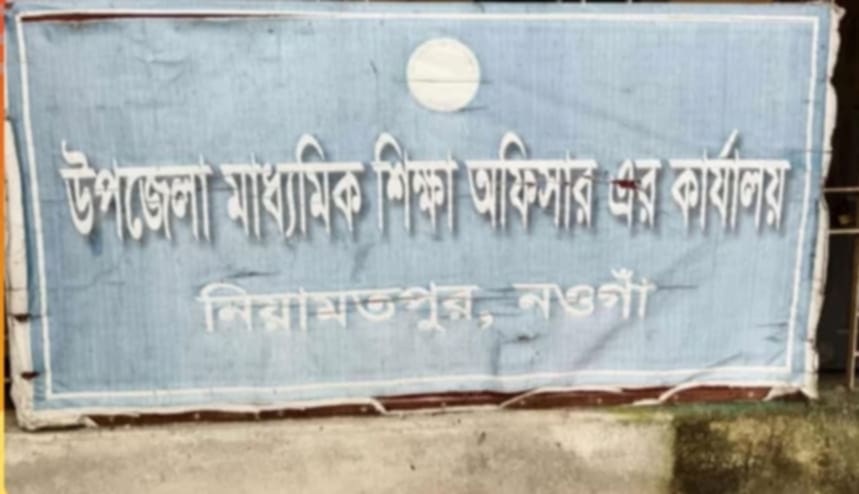 উপজেলা মাধ্যমিক শিক্ষা অফিসার এর কার্যালয়
নিয়ামতপুর, নওগাঁ